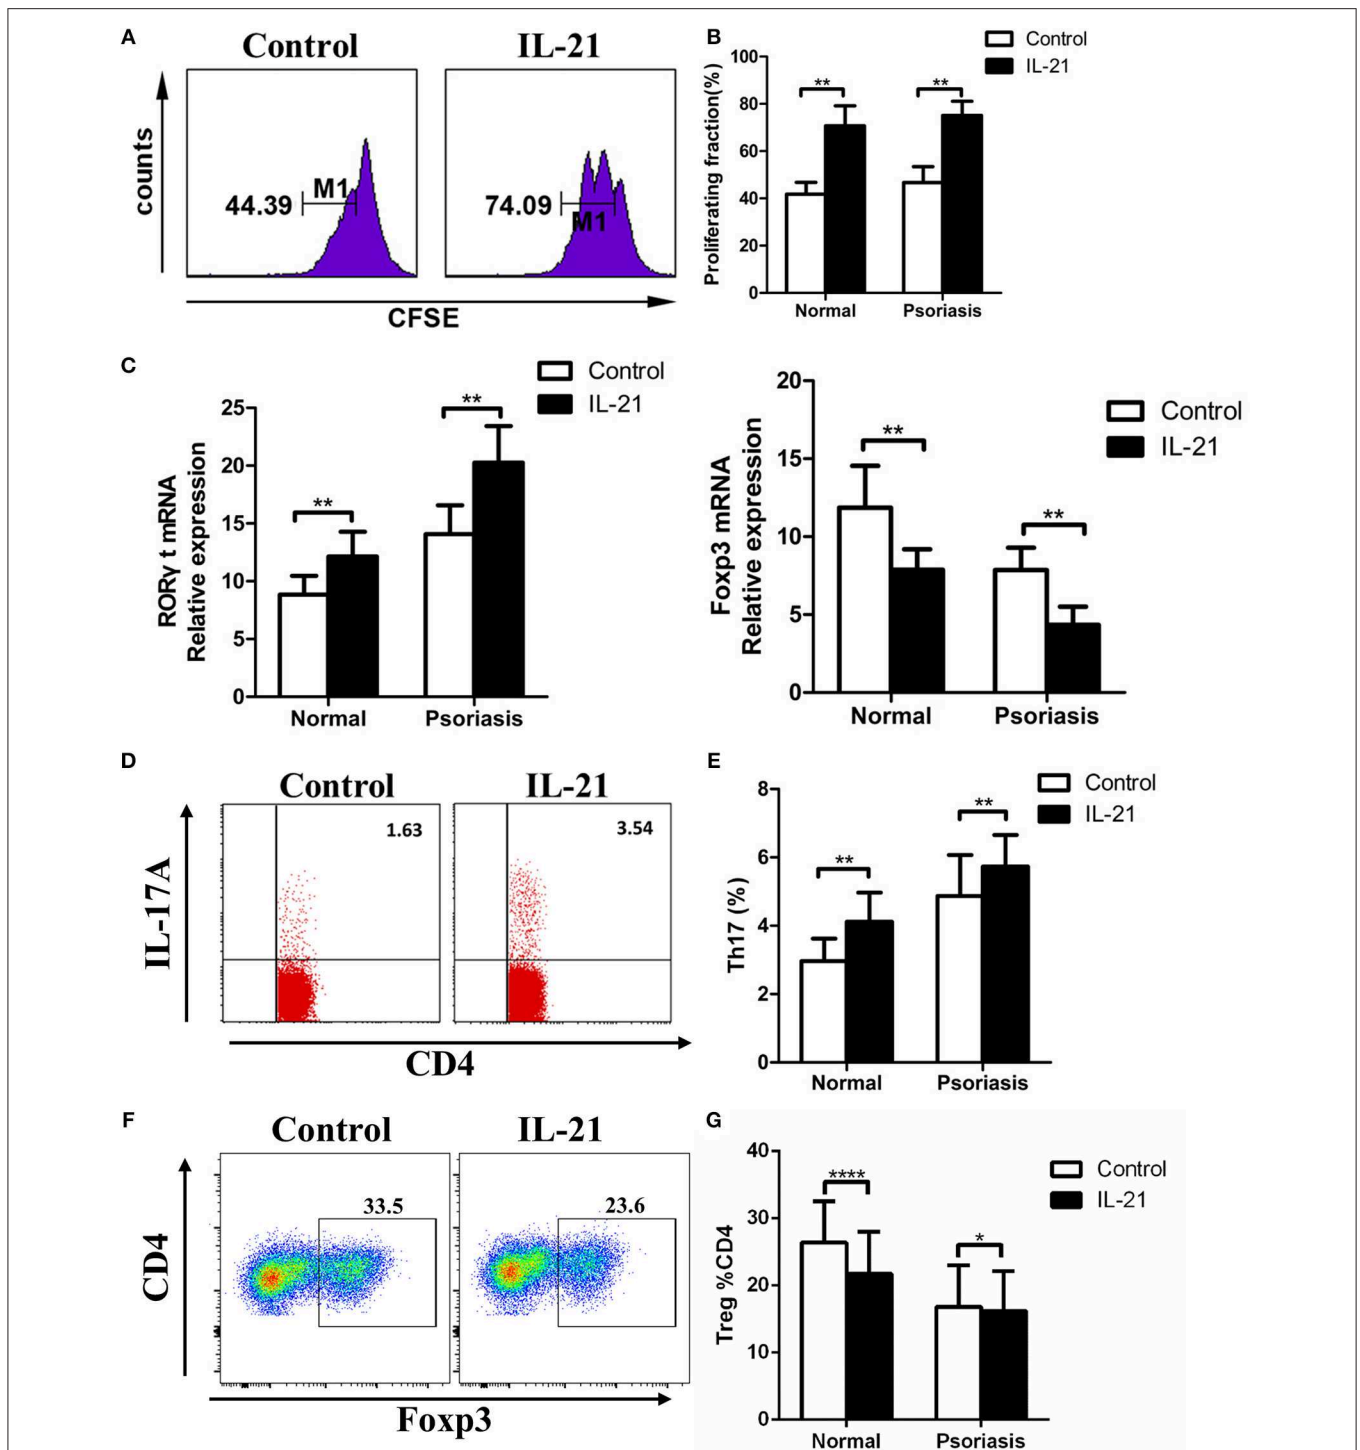 A
Control
IL-21
counts
44.39
M1
74.09
M1
CFSE
B
Control
IL-21
Proliferating fraction(%)
100
80
60
40
20
0
**
**
Normal
Psoriasis
C
Control
IL-21
RORγ t mRNA
Relative expression
25
20
15
10
5
0
**
**
Normal
Psoriasis
Control
IL-21
Foxp3 mRNA
Relative expression
20
15
10
5
0
**
**
Normal
Psoriasis
D
Control
IL-21
IL-17A
1.63
3.54
CD4
E
Control
IL-21
Th17 (%)
8
6
4
2
0
**
**
Normal
Psoriasis
F
Control
IL-21
CD4
33.5
23.6
Foxp3
G
Control
IL-21
Treg %CD4
40
30
20
10
0
****
*
Normal
Psoriasis